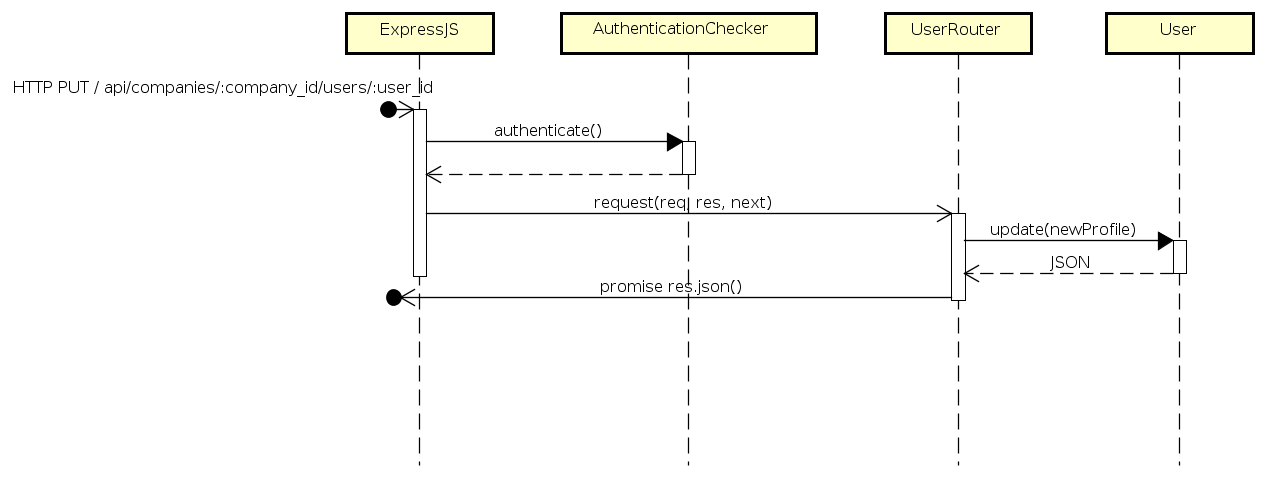 ExpressJS
AuthenticationChecker
UserRouter
User
HTTP PUT / api/companies/:company_id/users/:user_id
authenticate()
request(req, res, next)
update(newProfile)
JSON
promise res.json()